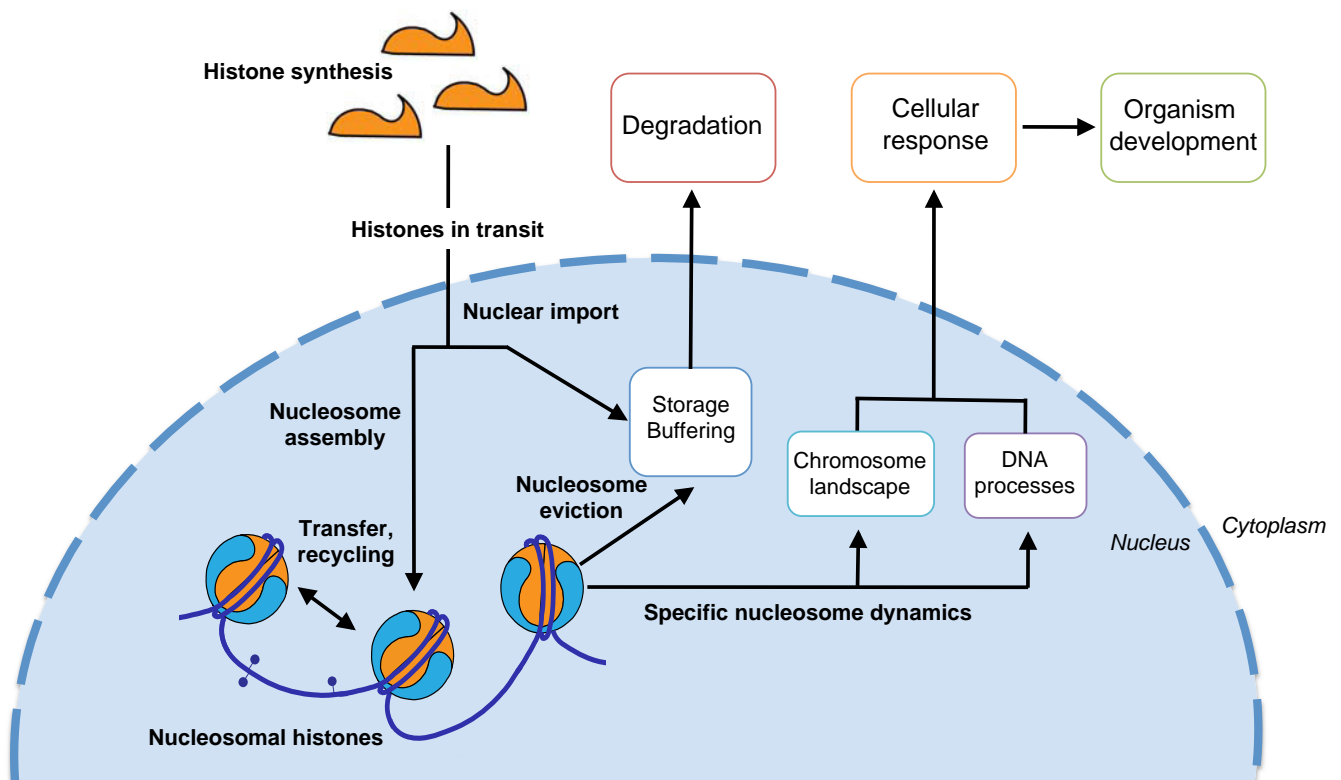 Histone synthesis
Degradation
Cellular
response
Organism
development
Histones in transit
Nuclear import
Nucleosome
assembly
Storage
Buffering
Chromosome
landscape
DNA
processes
Nucleosome
eviction
Transfer,
recycling
Nucleus
Cytoplasm
Specific nucleosome dynamics
Nucleosomal histones